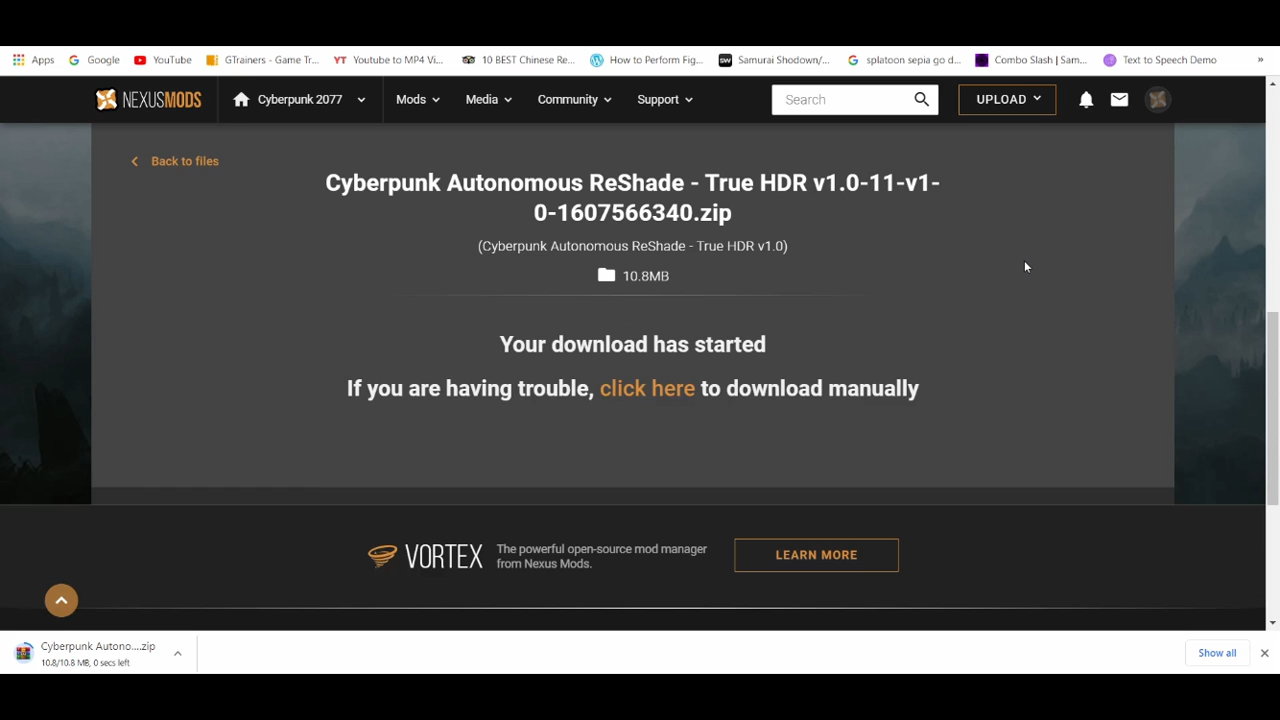 Apps Google YouTube GTrainers - Game Tr... Youtube to MP4 Vi... 10 BEST Chinese Re... How to Perform Fig... Samurai Shodown/... splatoon sepia go d... Combo Slash | Sam... Text to Speech Demo »
NEXUSMODS Cyberpunk 2077 Mods Media Community Support Search UPLOAD
Back to files
Cyberpunk Autonomous ReShade - True HDR v1.0-11-v1-
0-1607566340.zip
(Cyberpunk Autonomous ReShade - True HDR v1.0)
10.8MB
Your download has started
If you are having trouble, click here to download manually
VORTEX
The powerful open-source mod manager
from Nexus Mods.
LEARN MORE
Cyberpunk Autono....zip
10.8/10.8 MB, 0 secs left
Show all